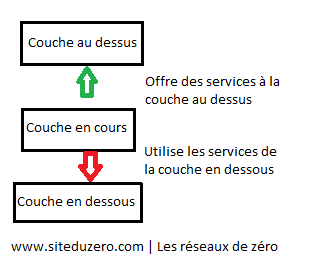 Couche au dessus
Offre des services à la
couche au dessus
Couche en cours
Utilise les services de
la couche en dessous
Couche en dessous
www.siteduzero.com | Les réseaux de zéro